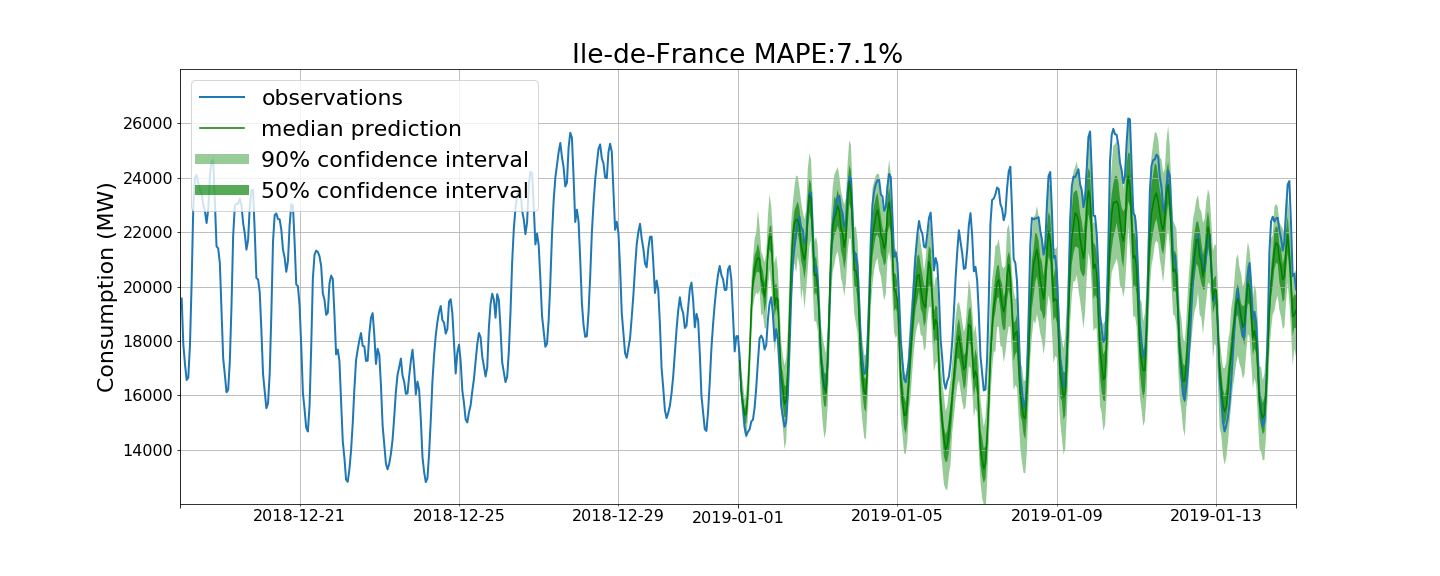 Ile-de-France MAPE:7.1%
observations
median prediction
90% confidence interval
50% confidence interval
Consumption (MW)
26000
24000
22000
20000
18000
16000
14000
2018-12-21
2018-12-25
2018-12-29
2019-01-01
2019-01-05
2019-01-09
2019-01-13